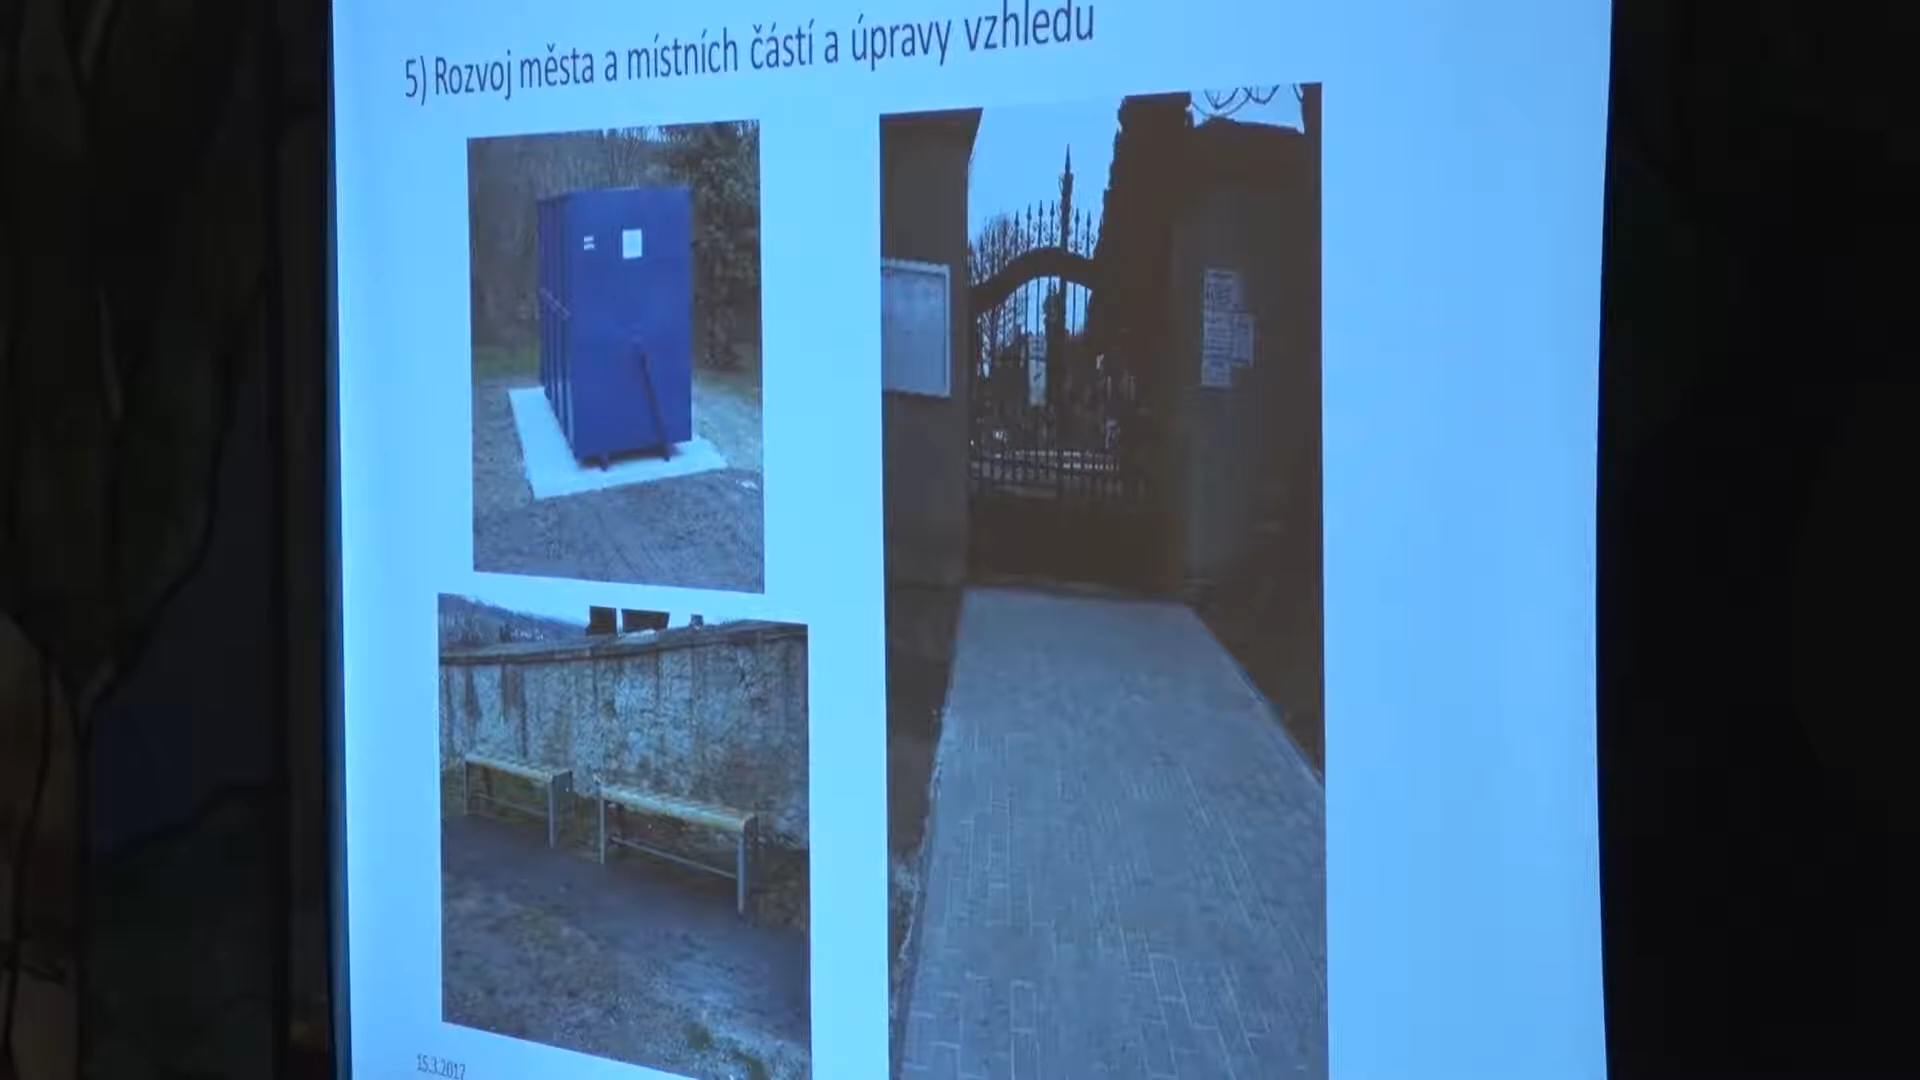 5) Rozvoj města a místních částí a úpravy vzhledu
15.3.2017